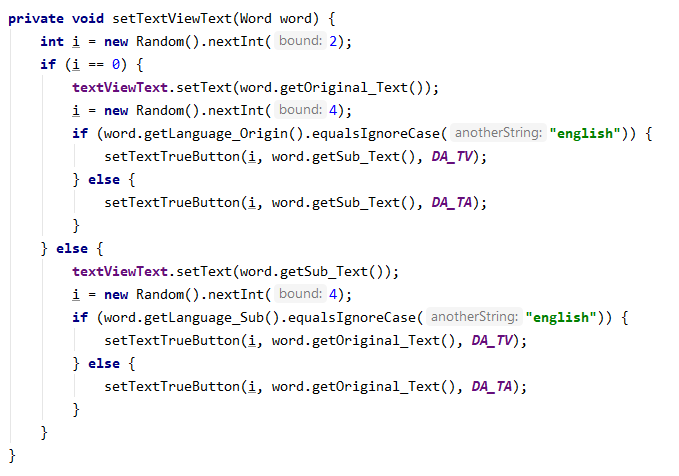 private void setTextViewText(Word word) {
    int i = new Random().nextInt( bound: 2);
    if (i == 0) {
        textViewText.setText(word.getOriginal_Text());
        i = new Random().nextInt( bound: 4);
        if (word.getLanguage_Origin().equalsIgnoreCase( anotherString: "english")) {
            setTextTrueButton(i, word.getSub_Text(), DA_TV);
        } else {
            setTextTrueButton(i, word.getSub_Text(), DA_TA);
        }
    } else {
        textViewText.setText(word.getSub_Text());
        i = new Random().nextInt( bound: 4);
        if (word.getLanguage_Sub().equalsIgnoreCase( anotherString: "english")) {
            setTextTrueButton(i, word.getOriginal_Text(), DA_TV);
        } else {
            setTextTrueButton(i, word.getOriginal_Text(), DA_TA);
        }
    }
}